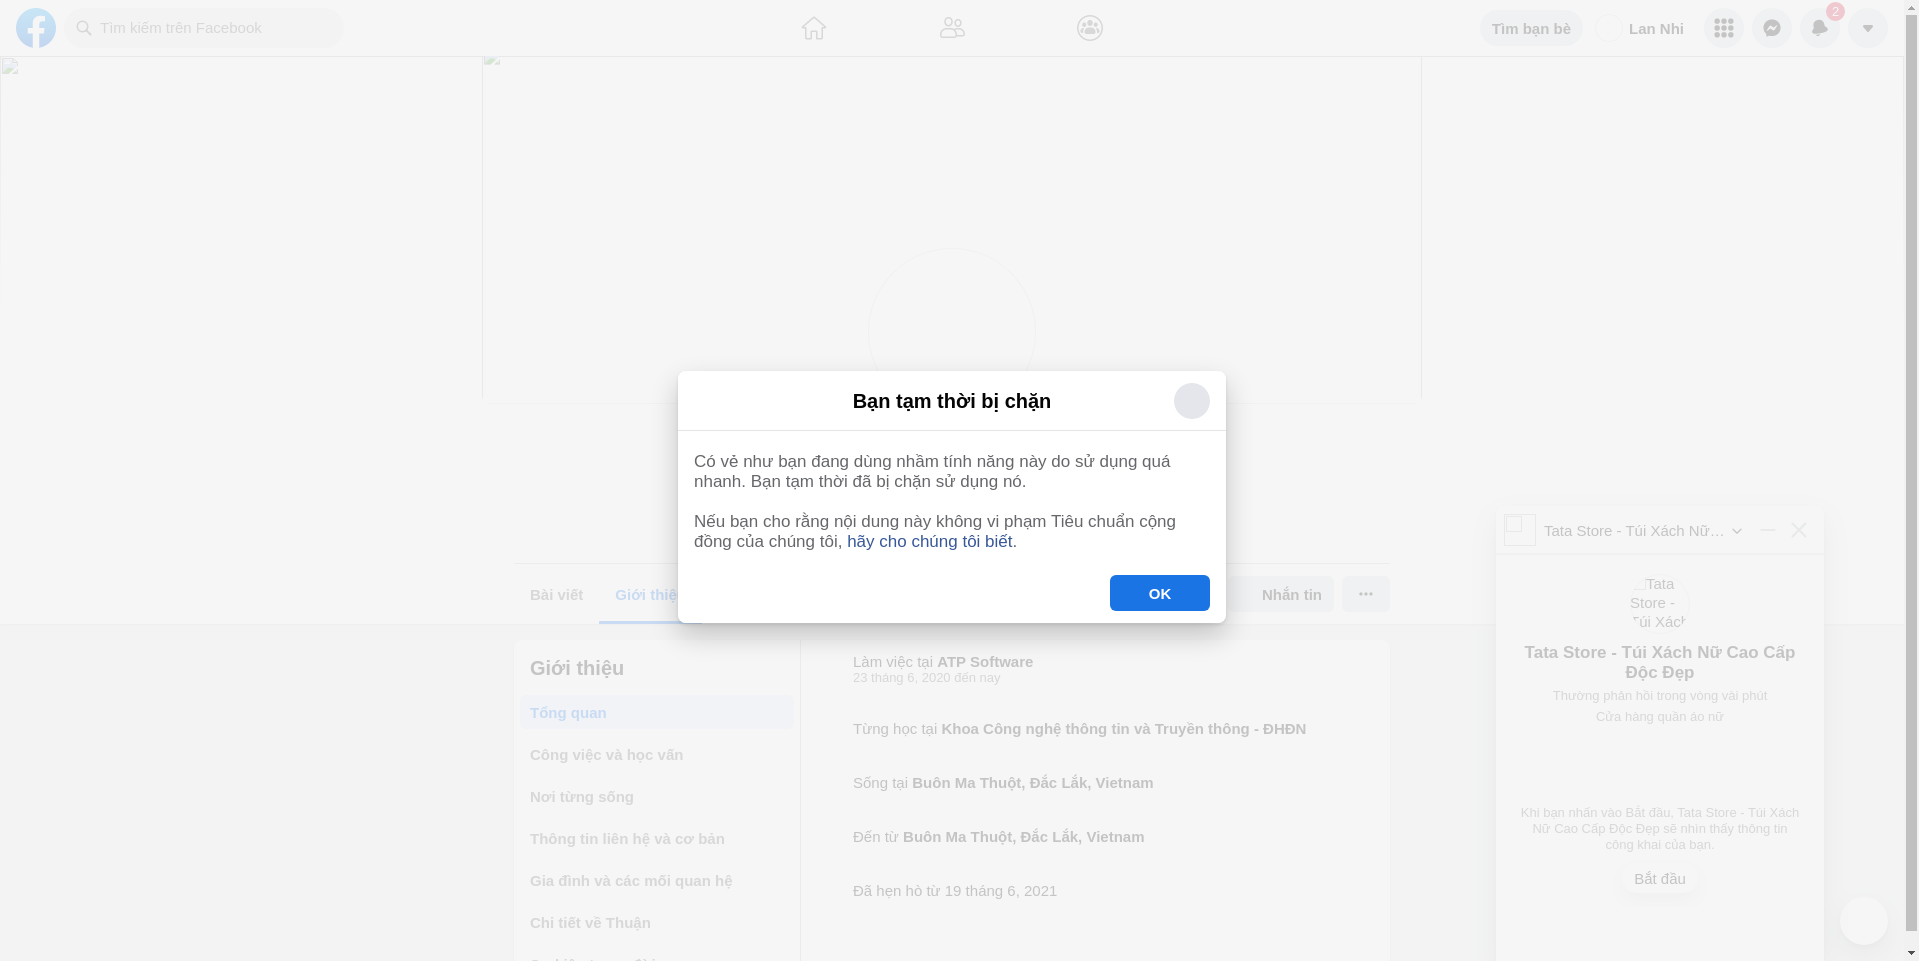 Tìm kiếm trên Facebook
Tìm bạn bè
Lan Nhi
2
Bạn tạm thời bị chặn
Có vẻ như bạn đang dùng nhầm tính năng này do sử dụng quá
nhanh. Bạn tạm thời đã bị chặn sử dụng nó.
Nếu bạn cho rằng nội dung này không vi phạm Tiêu chuẩn cộng
đồng của chúng tôi, hãy cho chúng tôi biết.
OK
Bài viết
Giới thiệ
Nhắn tin
Giới thiệu
Tổng quan
Công việc và học vấn
Nơi từng sống
Thông tin liên hệ và cơ bản
Gia đình và các mối quan hệ
Chi tiết về Thuận
Làm việc tại ATP Software
23 tháng 6, 2020 đến nay
Từng học tại Khoa Công nghệ thông tin và Truyền thông - ĐHĐN
Sống tại Buôn Ma Thuột, Đắc Lắk, Vietnam
Đến từ Buôn Ma Thuột, Đắc Lắk, Vietnam
Đã hẹn hò từ 19 tháng 6, 2021
Tata Store - Túi Xách Nữ…
Tata
Store -
Túi Xách
Tata Store - Túi Xách Nữ Cao Cấp
Độc Đẹp
Thường phản hồi trong vòng vài phút
Cửa hàng quần áo nữ
Khi bạn nhấn vào Bắt đầu, Tata Store - Túi Xách
Nữ Cao Cấp Độc Đẹp sẽ nhìn thấy thông tin
công khai của bạn.
Bắt đầu